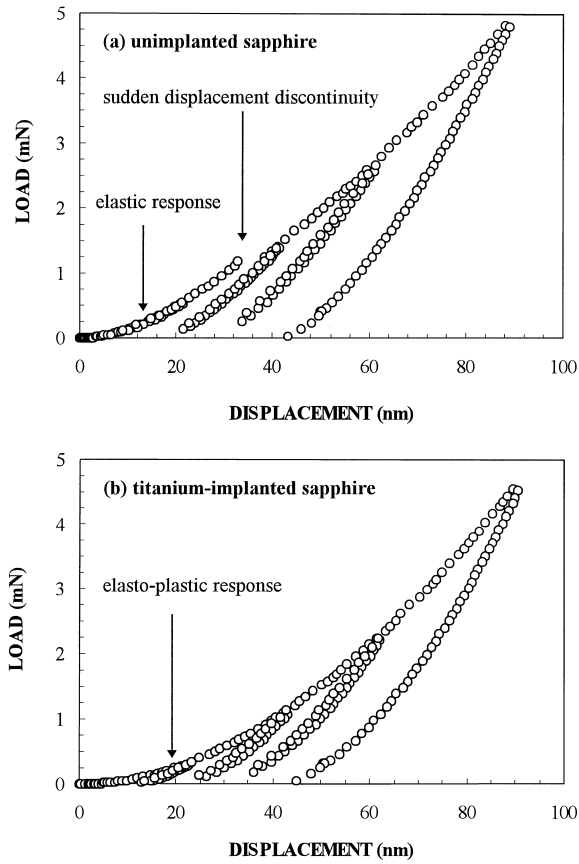 5
(a) unimplanted sapphire
4
sudden displacement discontinuity
3
LOAD (mN)
elastic response
2
1
0
0 20 40 60 80 100
DISPLACEMENT (nm)
5
(b) titanium-implanted sapphire
4
elasto-plastic response
3
LOAD (mN)
2
1
0
0 20 40 60 80 100
DISPLACEMENT (nm)